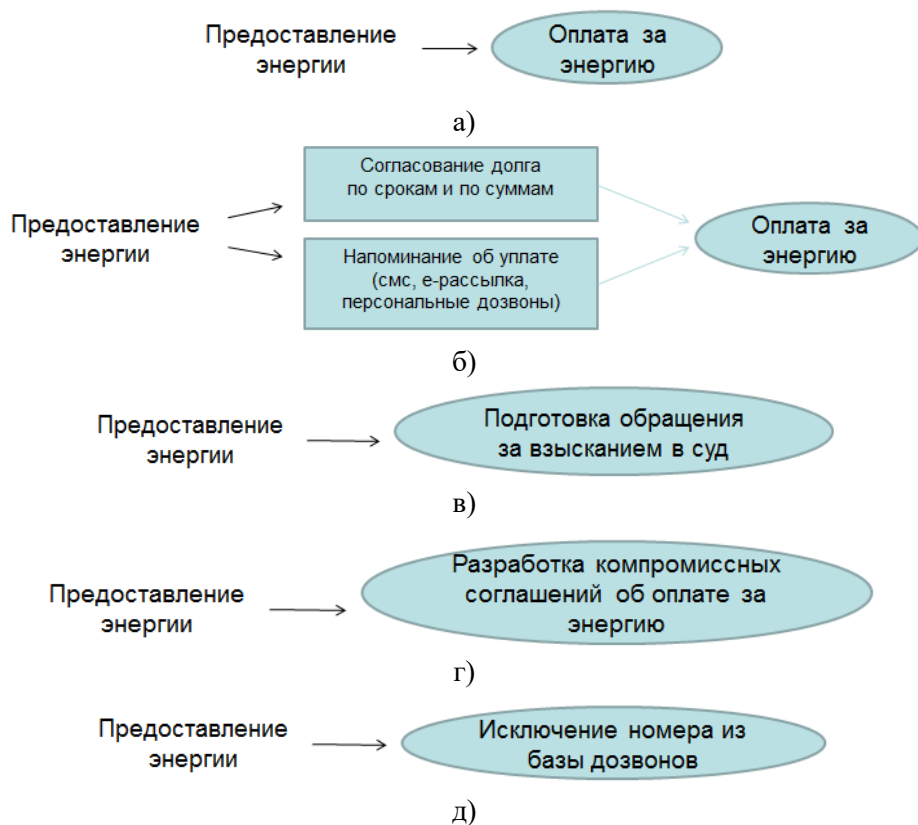 Предоставление
энергии
Оплата за
энергию
а)
Согласование долга
по срокам и по суммам
Предоставление
энергии
Напоминание об уплате
(смс, е-рассылка,
персональные дозвоны)
Оплата за
энергию
б)
Предоставление
энергии
Подготовка обращения
за взысканием в суд
в)
Предоставление
энергии
Разработка компромиссных
соглашений об оплате за
энергию
г)
Предоставление
энергии
Исключение номера из
базы дозвонов
д)